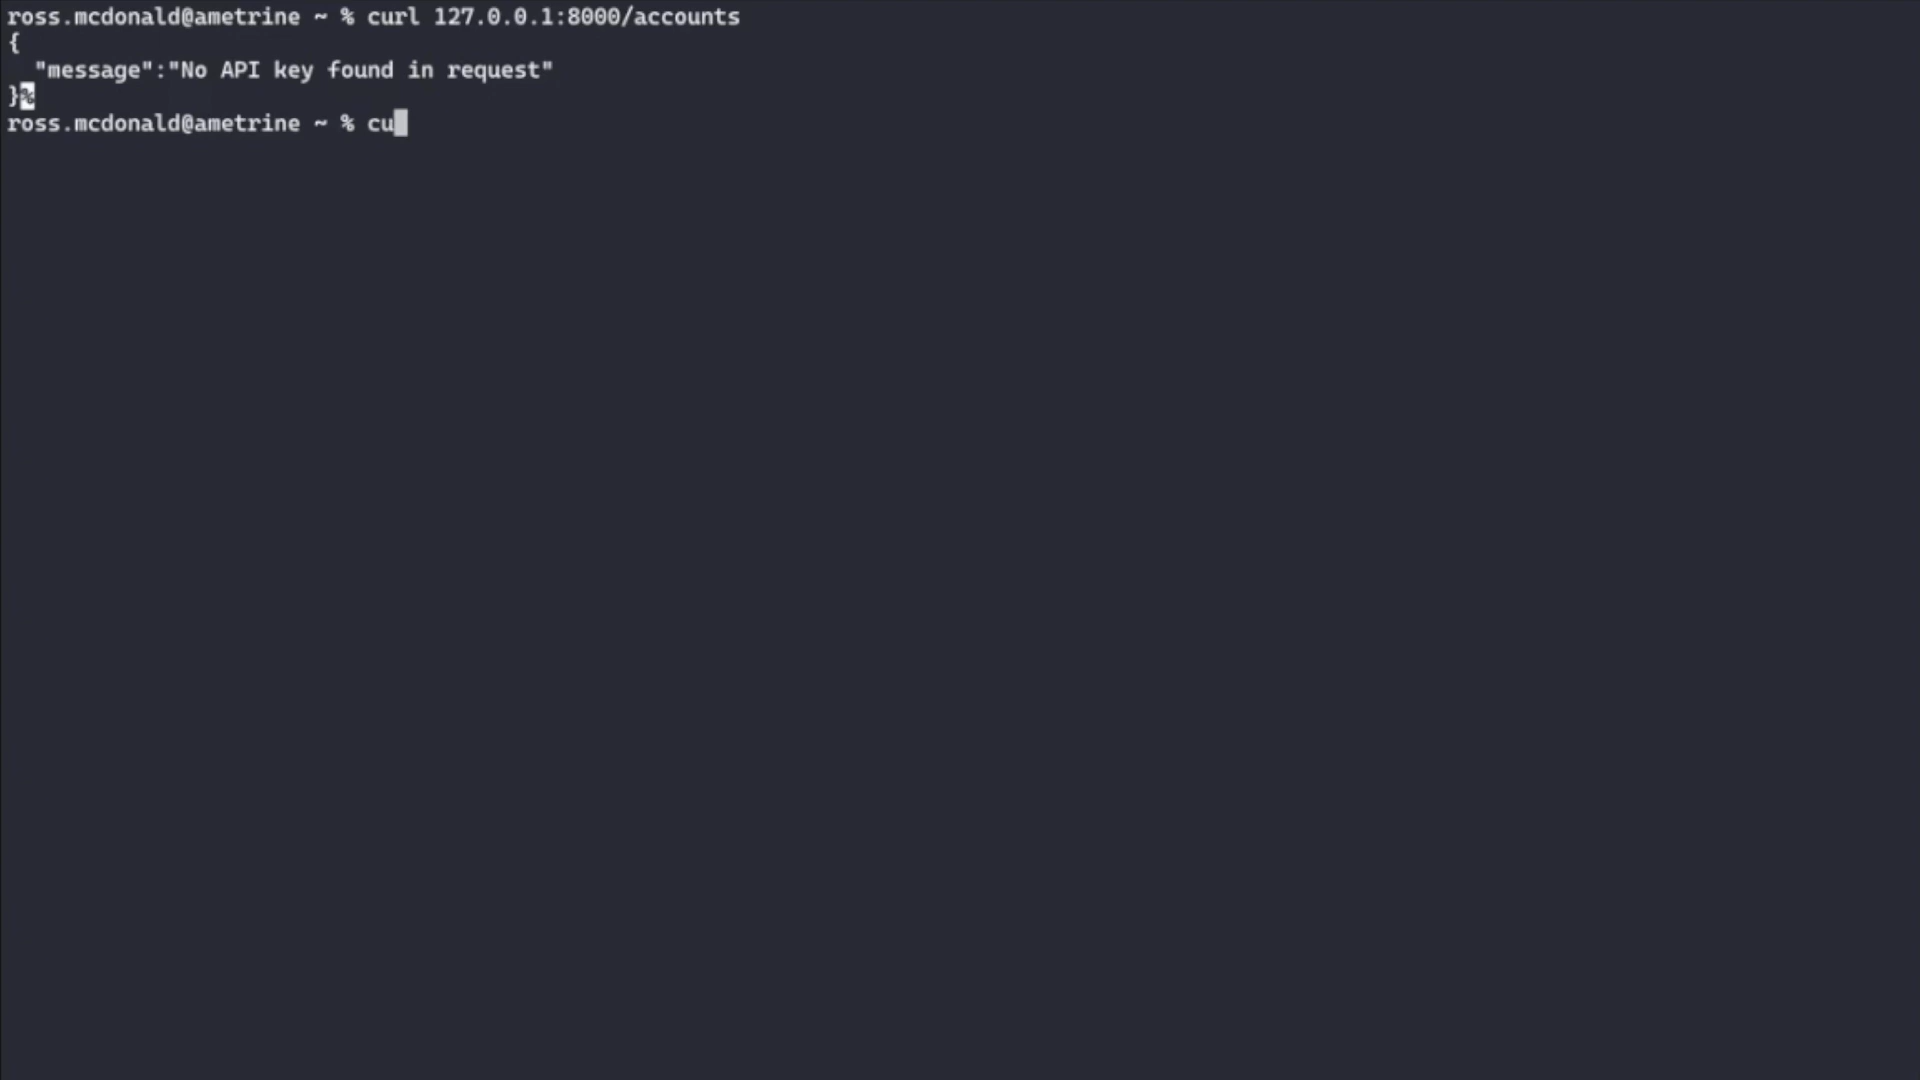 ross.mcdonald@ametrine ~ % curl 127.0.0.1:8000/accounts
{
  "message":"No API key found in request"
}%
ross.mcdonald@ametrine ~ % cu